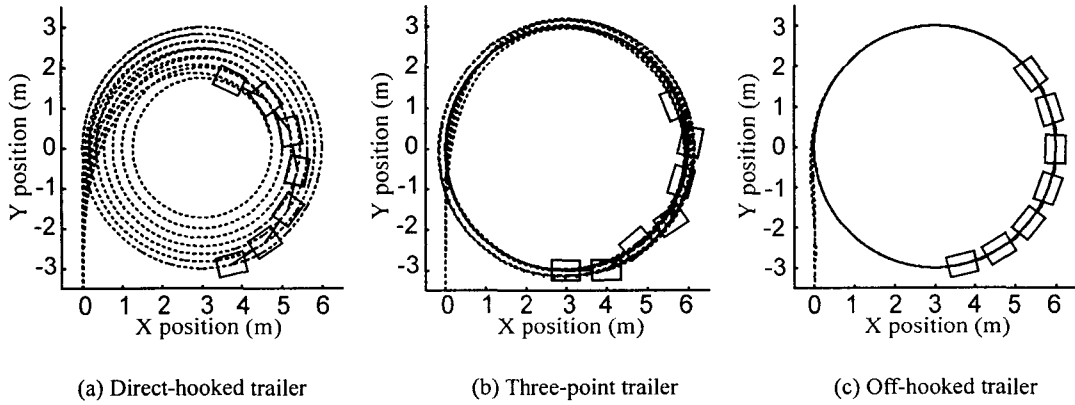 3
2
1
0
-1
-2
-3
Y position (m)
0 1 2 3 4 5 6
X position (m)
3
2
1
0
-1
-2
-3
Y position (m)
0 1 2 3 4 5 6
X position (m)
3
2
1
0
-1
-2
-3
Y position (m)
0 1 2 3 4 5 6
X position (m)
(a) Direct-hooked trailer
(b) Three-point trailer
(c) Off-hooked trailer